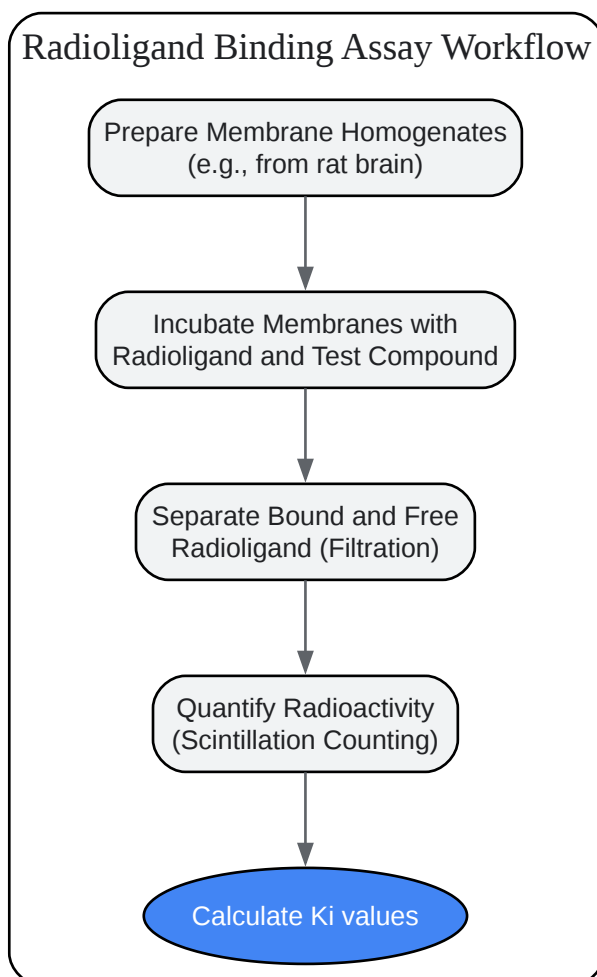 Radioligand Binding Assay Workflow
Prepare Membrane Homogenates
(e.g., from rat brain)
Incubate Membranes with
Radioligand and Test Compound
Separate Bound and Free
Radioligand (Filtration)
Quantify Radioactivity
(Scintillation Counting)
Calculate Ki values